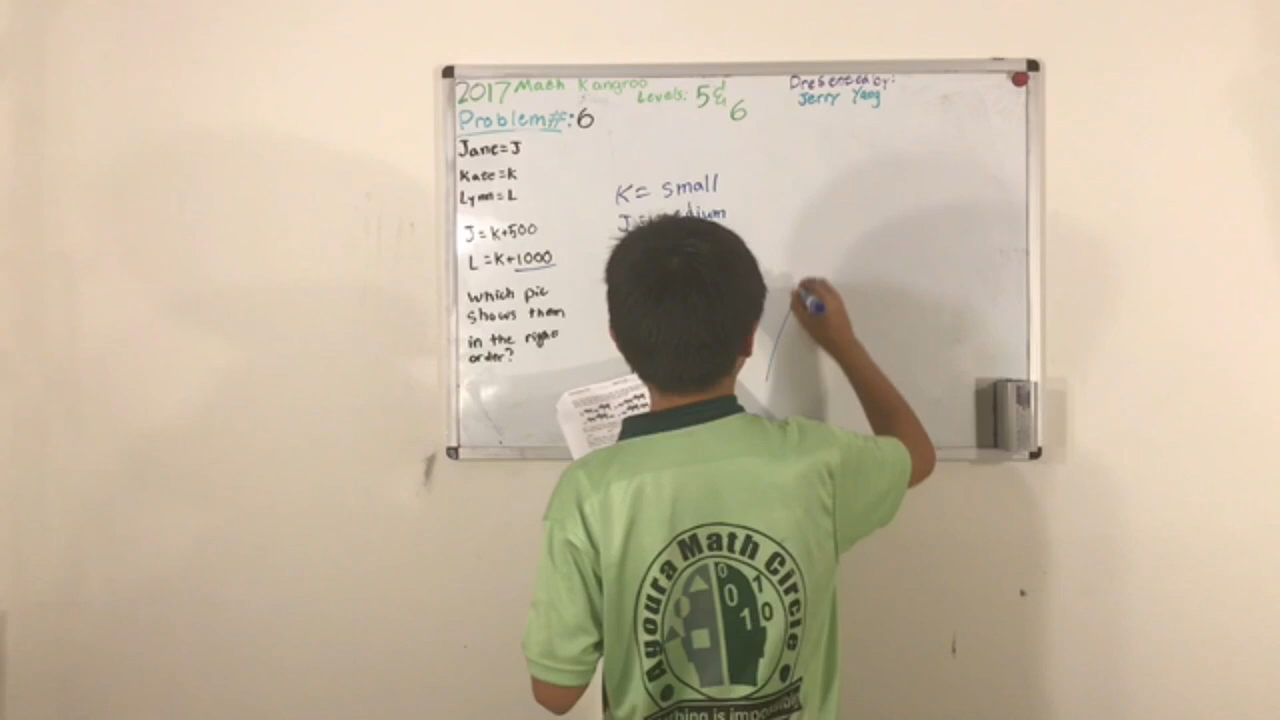 2017 Math Kangroo
Levels: 5 & 6
Presented by:
Jerry Yang
Problem#:6
Jane=J
Kate=K
Lynn=L
J=K+500
L=K+1000
Which pic
shows them
in the right
order?
K= small
Agoura Math Circle
0
0 1 0
1